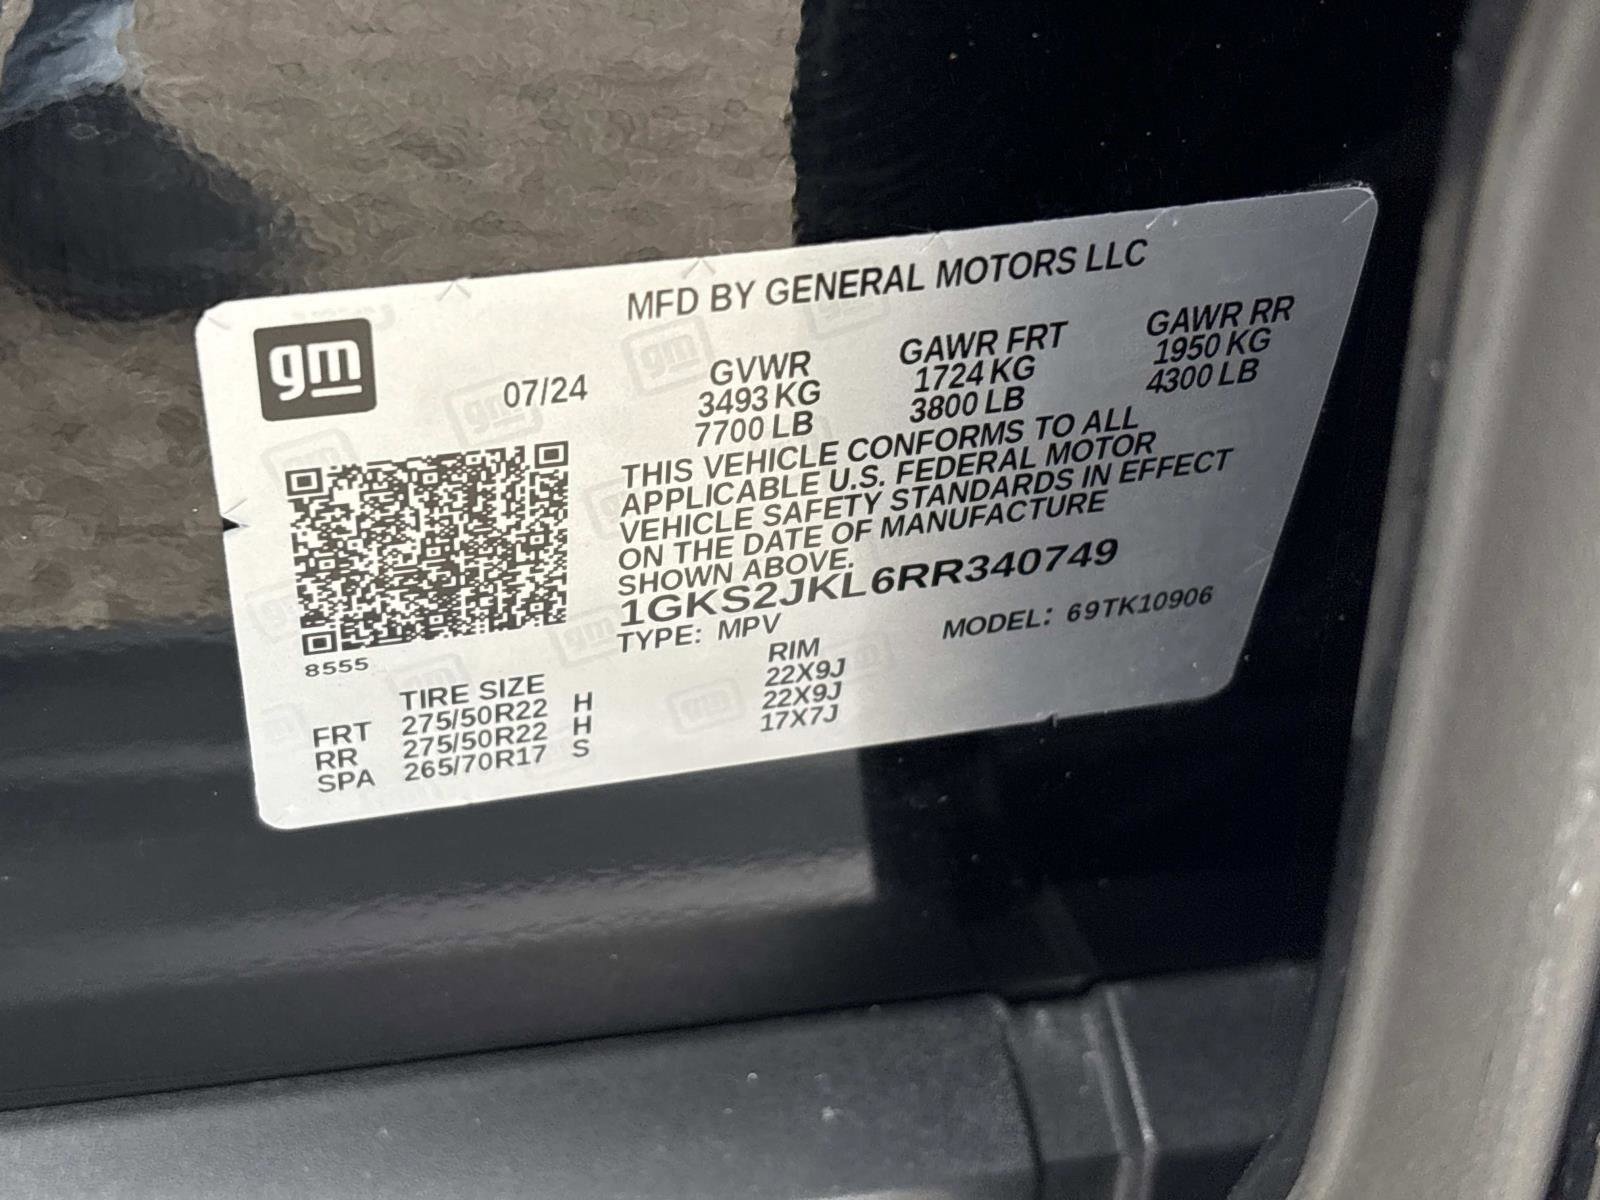 MFD BY GENERAL MOTORS LLC
gm
07/24
GVWR
3493 KG
7700 LB
GAWR FRT
1724 KG
3800 LB
GAWR RR
1950 KG
4300 LB
THIS VEHICLE CONFORMS TO ALL
APPLICABLE U.S. FEDERAL MOTOR
VEHICLE SAFETY STANDARDS IN EFFECT
ON THE DATE OF MANUFACTURE
SHOWN ABOVE.
1GKS2JKL6RR340749
TYPE: MPV
MODEL: 69TK10906
8555
TIRE SIZE RIM
FRT 275/50R22 H 22X9J
RR 275/50R22 H 22X9J
SPA 265/70R17 S 17X7J